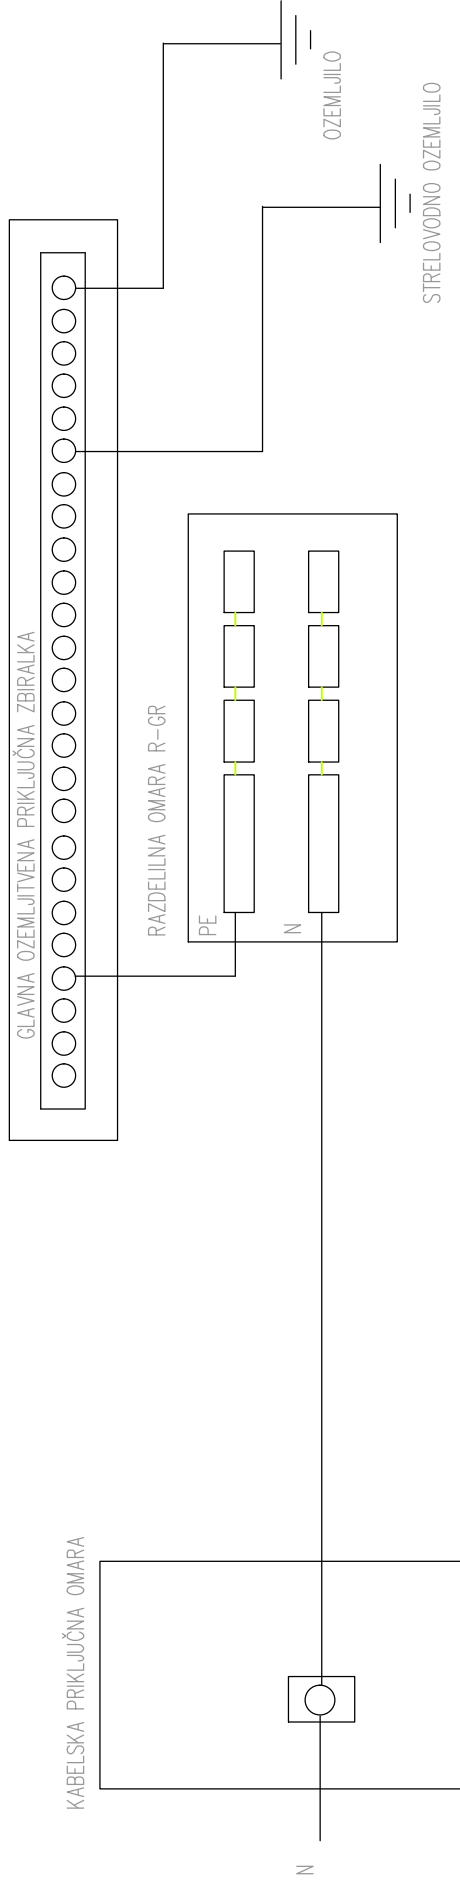 GLAVNA OZEMLJITVENA PRIKLJUČNA ZBIRALKA
OZEMLJILO
STRELOVODNO OZEMLJILO
RAZDELILNA OMARA R-GR
PE
N
KABELSKA PRIKLJUČNA OMARA
N